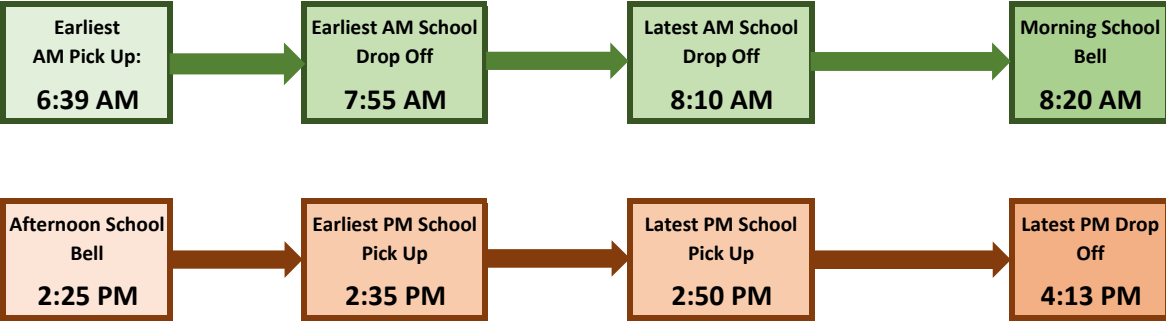 Earliest
AM Pick Up:
6:39 AM
Earliest AM School
Drop Off
7:55 AM
Latest AM School
Drop Off
8:10 AM
Morning School
Bell
8:20 AM
Afternoon School
Bell
2:25 PM
Earliest PM School
Pick Up
2:35 PM
Latest PM School
Pick Up
2:50 PM
Latest PM Drop
Off
4:13 PM